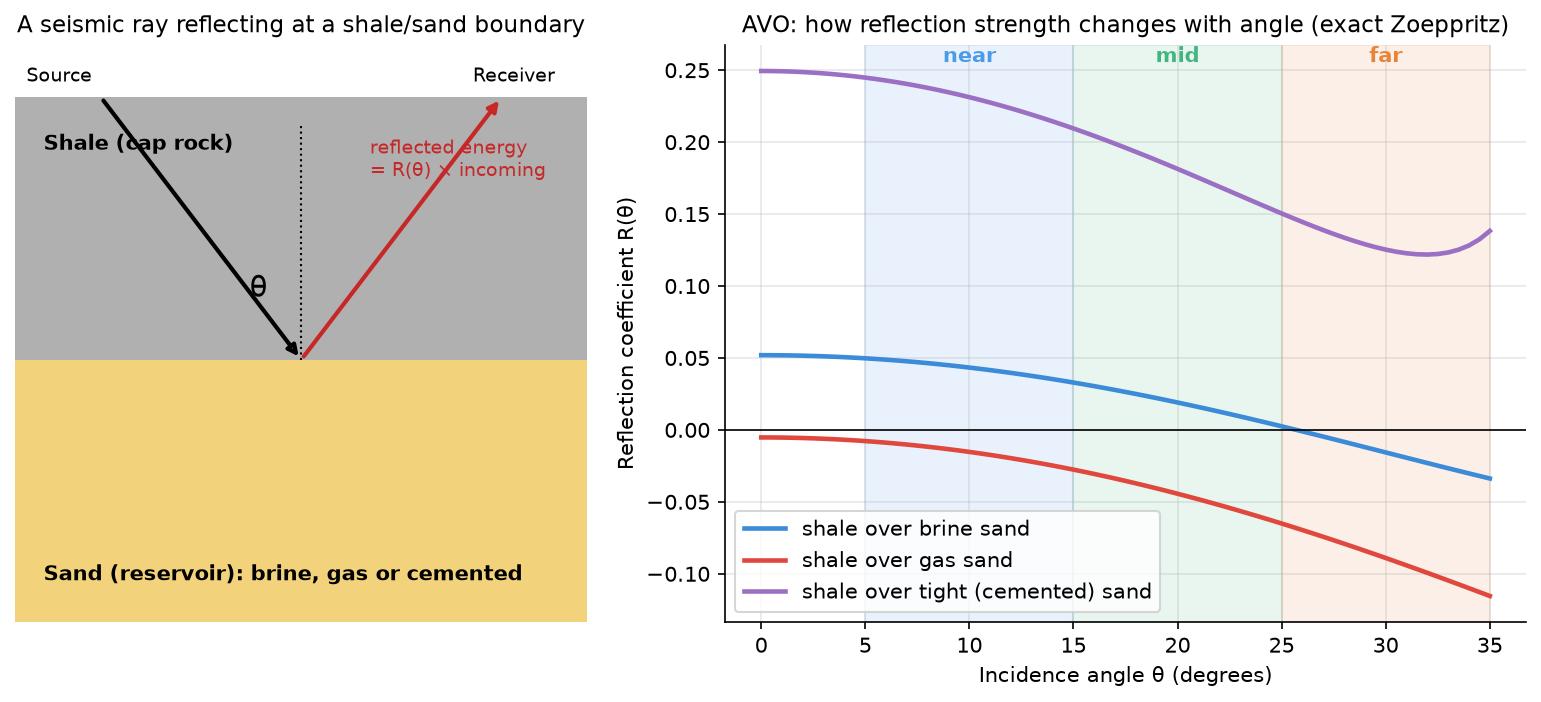 A seismic ray reflecting at a shale/sand boundary
Source
Receiver
Shale (cap rock)
reflected energy
= R(θ) × incoming
θ
Sand (reservoir): brine, gas or cemented
AVO: how reflection strength changes with angle (exact Zoeppritz)
near
mid
far
Reflection coefficient R(θ)
0.25
0.20
0.15
0.10
0.05
0.00
−0.05
−0.10
shale over brine sand
shale over gas sand
shale over tight (cemented) sand
0 5 10 15 20 25 30 35
Incidence angle θ (degrees)